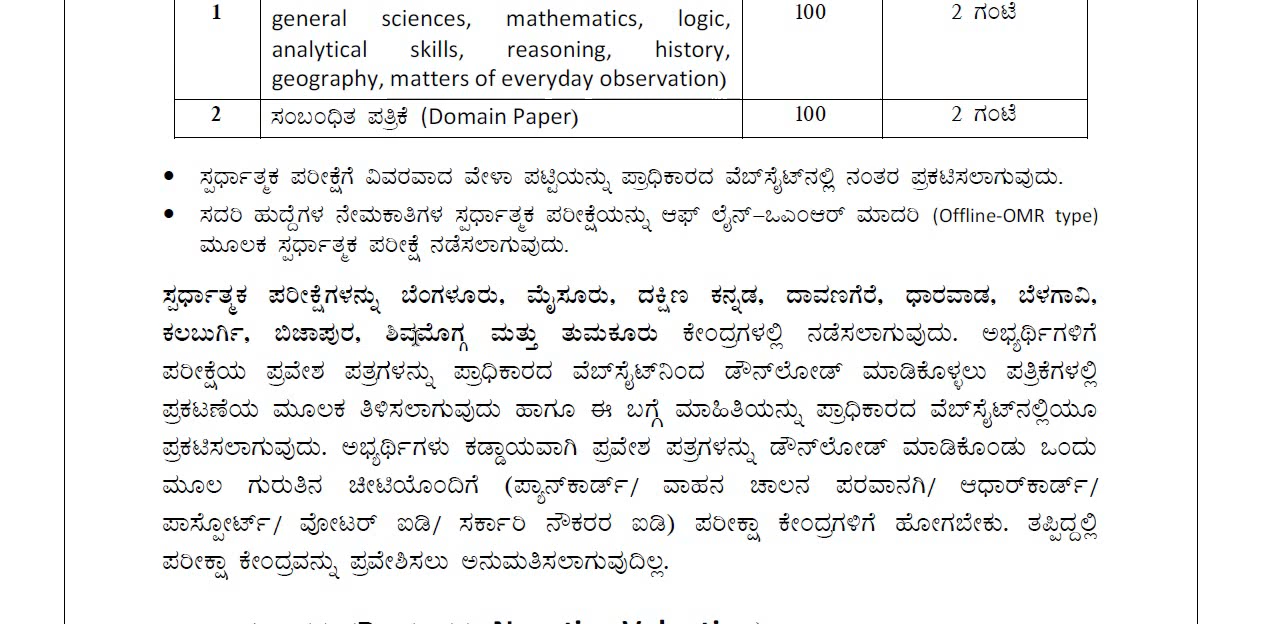 1 general sciences, mathematics, logic, 100 2 ಗಂಟೆ
analytical skills, reasoning, history,
geography, matters of everyday observation)
2 ಸಂಬಂಧಿತ ಪತ್ರಿಕೆ (Domain Paper) 100 2 ಗಂಟೆ
• ಸ್ಪರ್ಧಾತ್ಮಕ ಪರೀಕ್ಷೆಗೆ ವಿವರವಾದ ವೇಳಾ ಪಟ್ಟಿಯನ್ನು ಪ್ರಾಧಿಕಾರದ ವೆಬ್‌ಸೈಟ್‌ನಲ್ಲಿ ನಂತರ ಪ್ರಕಟಿಸಲಾಗುವುದು.
• ಸದರಿ ಹುದ್ದೆಗಳ ನೇಮಕಾತಿಗಳ ಸ್ಪರ್ಧಾತ್ಮಕ ಪರೀಕ್ಷೆಯನ್ನು ಆಫ್ ಲೈನ್–ಒಎಂಆರ್ ಮಾದರಿ (Offline-OMR type)
ಮೂಲಕ ಸ್ಪರ್ಧಾತ್ಮಕ ಪರೀಕ್ಷೆ ನಡೆಸಲಾಗುವುದು.
ಸ್ಪರ್ಧಾತ್ಮಕ ಪರೀಕ್ಷೆಗಳನ್ನು ಬೆಂಗಳೂರು, ಮೈಸೂರು, ದಕ್ಷಿಣ ಕನ್ನಡ, ದಾವಣಗೆರೆ, ಧಾರವಾಡ, ಬೆಳಗಾವಿ,
ಕಲಬುರ್ಗಿ, ಬಿಜಾಪುರ, ಶಿವಮೊಗ್ಗ ಮತ್ತು ತುಮಕೂರು ಕೇಂದ್ರಗಳಲ್ಲಿ ನಡೆಸಲಾಗುವುದು. ಅಭ್ಯರ್ಥಿಗಳಿಗೆ
ಪರೀಕ್ಷೆಯ ಪ್ರವೇಶ ಪತ್ರಗಳನ್ನು ಪ್ರಾಧಿಕಾರದ ವೆಬ್‌ಸೈಟ್‌ನಿಂದ ಡೌನ್‌ಲೋಡ್ ಮಾಡಿಕೊಳ್ಳಲು ಪತ್ರಿಕೆಗಳಲ್ಲಿ
ಪ್ರಕಟಣೆಯ ಮೂಲಕ ತಿಳಿಸಲಾಗುವುದು ಹಾಗೂ ಈ ಬಗ್ಗೆ ಮಾಹಿತಿಯನ್ನು ಪ್ರಾಧಿಕಾರದ ವೆಬ್‌ಸೈಟ್‌ನಲ್ಲಿಯೂ
ಪ್ರಕಟಿಸಲಾಗುವುದು. ಅಭ್ಯರ್ಥಿಗಳು ಕಡ್ಡಾಯವಾಗಿ ಪ್ರವೇಶ ಪತ್ರಗಳನ್ನು ಡೌನ್‌ಲೋಡ್ ಮಾಡಿಕೊಂಡು ಒಂದು
ಮೂಲ ಗುರುತಿನ ಚೀಟಿಯೊಂದಿಗೆ (ಪ್ಯಾನ್‌ಕಾರ್ಡ್/ ವಾಹನ ಚಾಲನ ಪರವಾನಗಿ/ ಆಧಾರ್‌ಕಾರ್ಡ್/
ಪಾಸ್ಪೋರ್ಟ್/ ವೋಟರ್ ಐಡಿ/ ಸರ್ಕಾರಿ ನೌಕರರ ಐಡಿ) ಪರೀಕ್ಷಾ ಕೇಂದ್ರಗಳಿಗೆ ಹೋಗಬೇಕು. ತಪ್ಪಿದ್ದಲ್ಲಿ
ಪರೀಕ್ಷಾ ಕೇಂದ್ರವನ್ನು ಪ್ರವೇಶಿಸಲು ಅನುಮತಿಸಲಾಗುವುದಿಲ್ಲ.